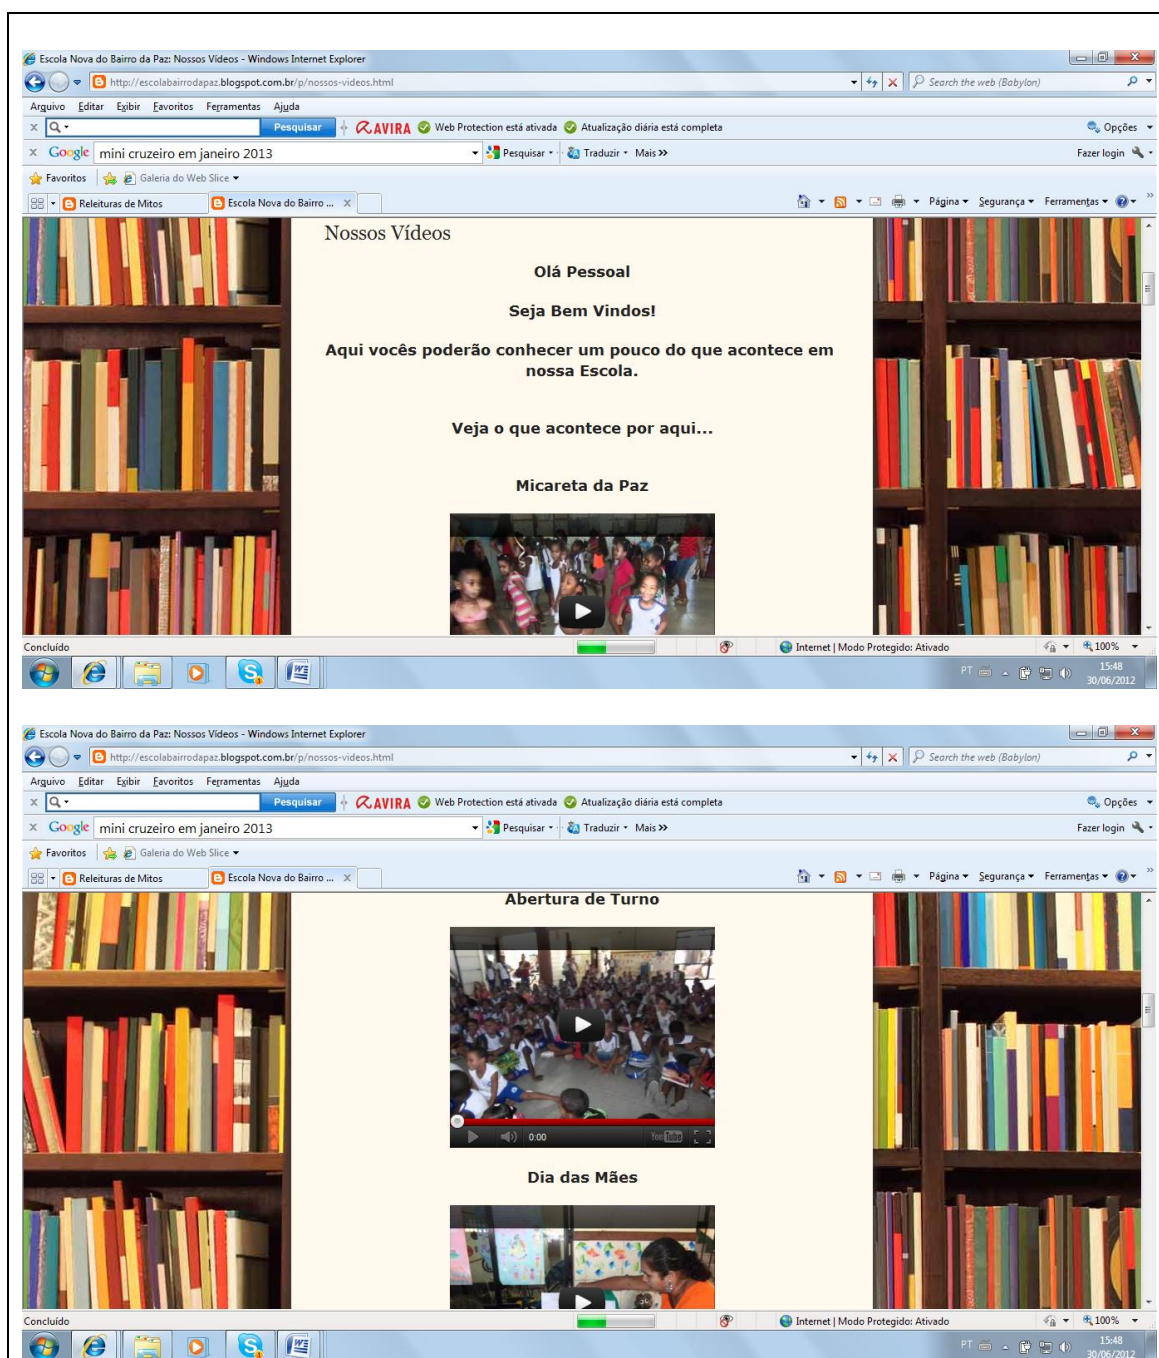 Escola Nova do Bairro da Paz: Nossos Vídeos - Windows Internet Explorer
http://escolabairrodapaz.blogspot.com.br/p/nossos-videos.html Search the web (Babylon)
Arquivo Editar Exibir Favoritos Ferramentas Ajuda
x Pesquisar AVIRA Web Protection está ativada Atualização diária está completa Opções
x Google mini cruzeiro em janeiro 2013 Pesquisar Traduzir Mais >> Fazer login
Favoritos Galeria do Web Slice
Releituras de Mitos Escola Nova do Bairro ... x Página Segurança Ferramentas
Nossos Vídeos
Olá Pessoal
Seja Bem Vindos!
Aqui vocês poderão conhecer um pouco do que acontece em
nossa Escola.
Veja o que acontece por aqui...
Micareta da Paz
Concluído Internet | Modo Protegido: Ativado 100%
PT 15:48
30/06/2012
Escola Nova do Bairro da Paz: Nossos Vídeos - Windows Internet Explorer
http://escolabairrodapaz.blogspot.com.br/p/nossos-videos.html Search the web (Babylon)
Arquivo Editar Exibir Favoritos Ferramentas Ajuda
x Pesquisar AVIRA Web Protection está ativada Atualização diária está completa Opções
x Google mini cruzeiro em janeiro 2013 Pesquisar Traduzir Mais >> Fazer login
Favoritos Galeria do Web Slice
Releituras de Mitos Escola Nova do Bairro ... x Página Segurança Ferramentas
Abertura de Turno
0:00 YouTube
Dia das Mães
Concluído Internet | Modo Protegido: Ativado 100%
PT 15:48
30/06/2012